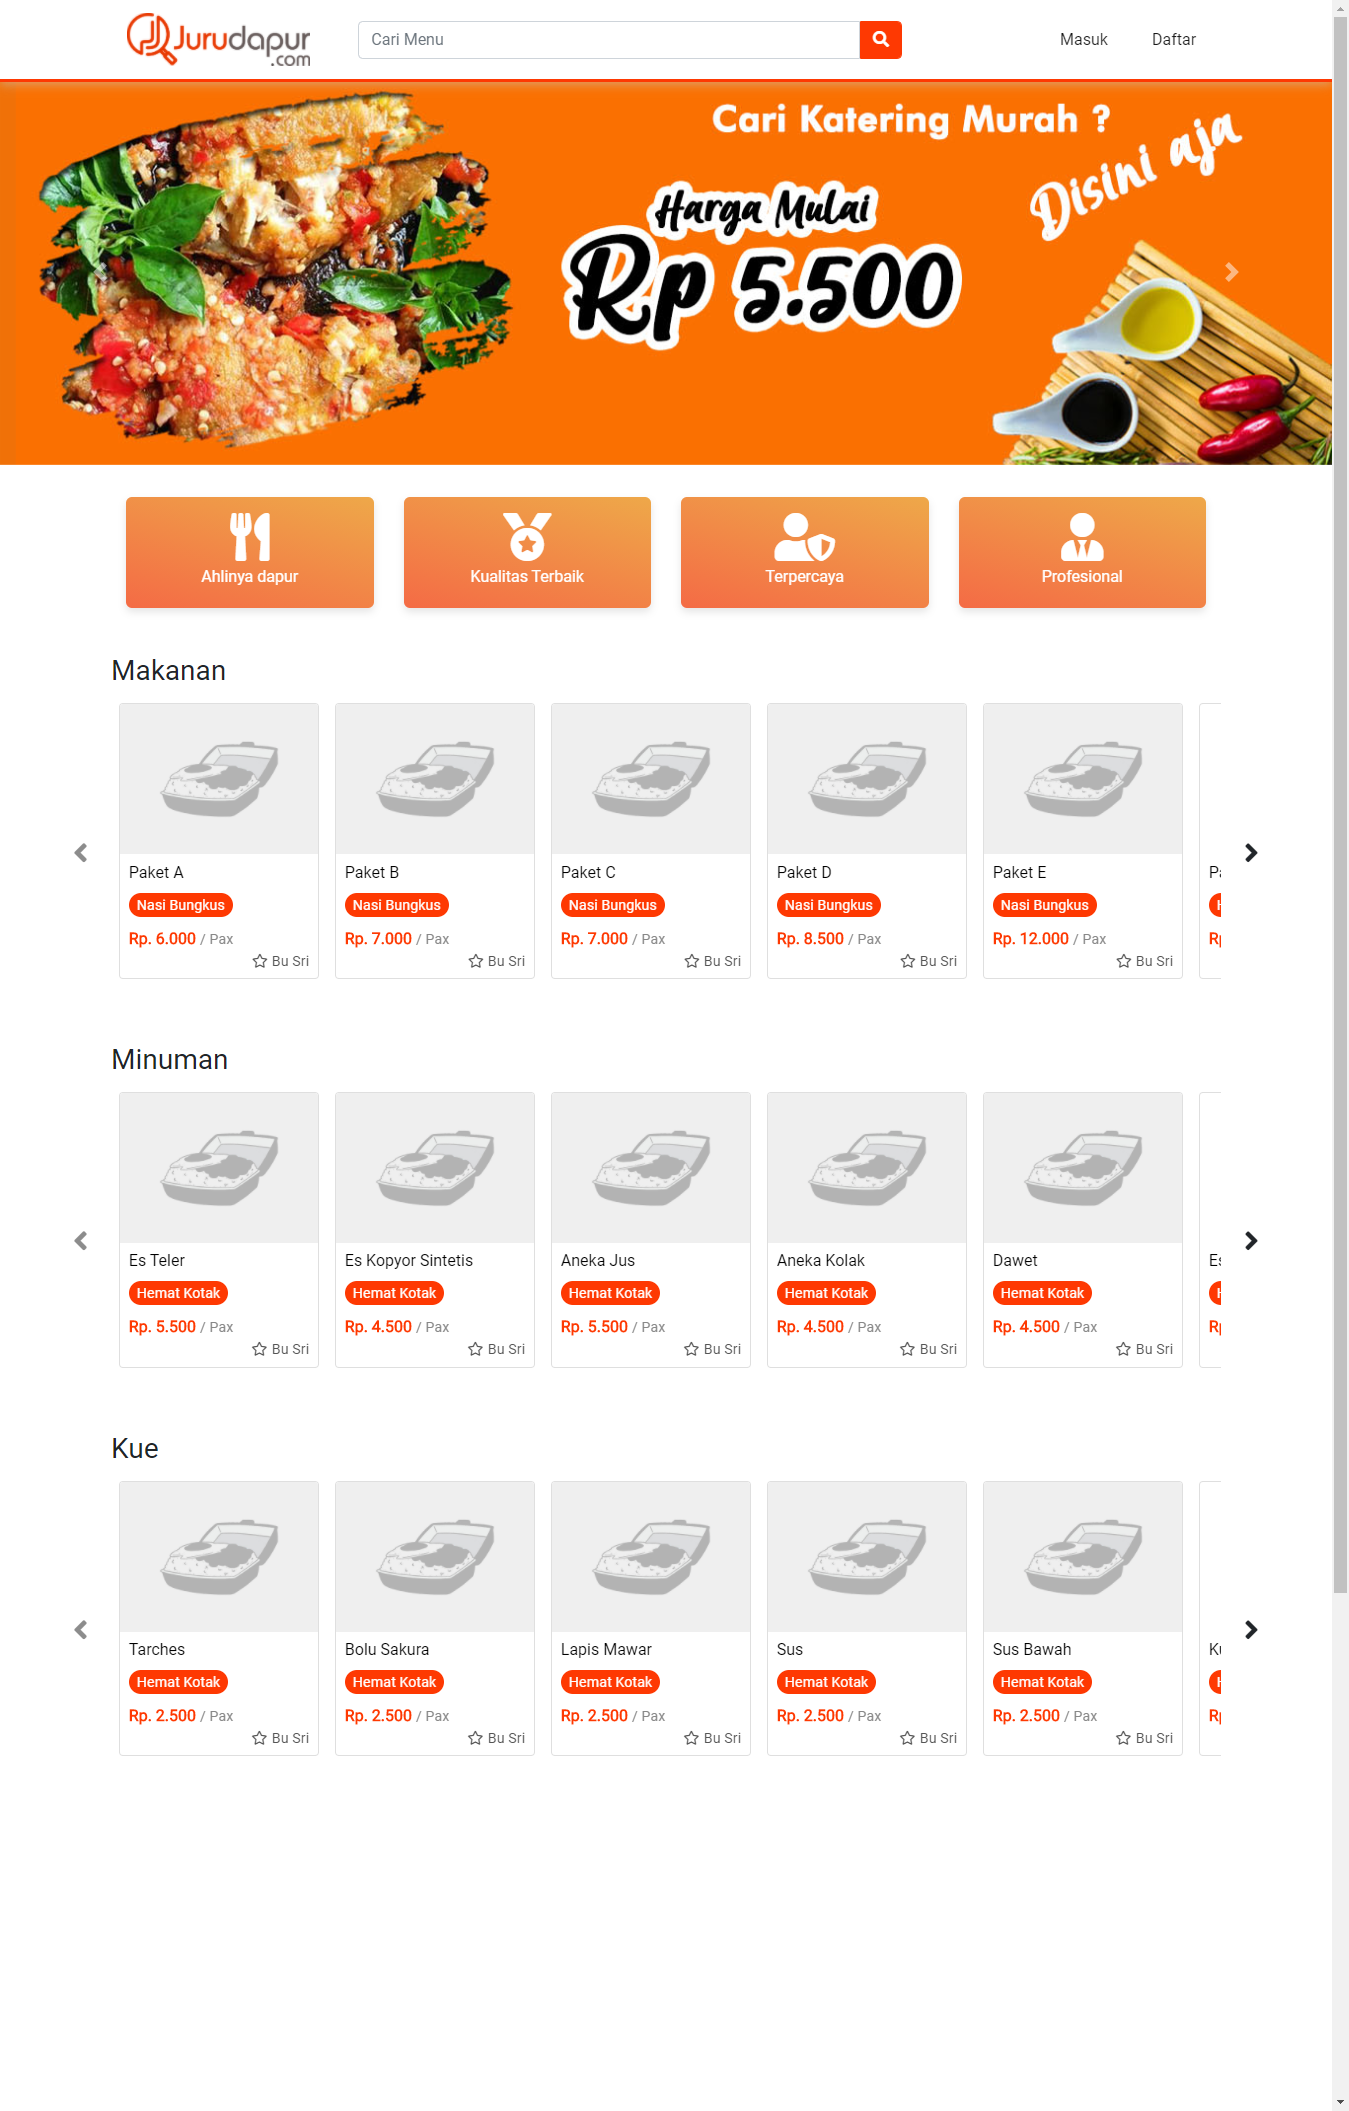 Jurudapur
.com
Cari Menu
Masuk
Daftar
Cari Katering Murah ?
Disini aja
Harga Mulai
Rp 5.500
Ahlinya dapur
Kualitas Terbaik
Terpercaya
Profesional
Makanan
Paket A
Nasi Bungkus
Rp. 6.000 / Pax
Bu Sri
Paket B
Nasi Bungkus
Rp. 7.000 / Pax
Bu Sri
Paket C
Nasi Bungkus
Rp. 7.000 / Pax
Bu Sri
Paket D
Nasi Bungkus
Rp. 8.500 / Pax
Bu Sri
Paket E
Nasi Bungkus
Rp. 12.000 / Pax
Bu Sri
Minuman
Es Teler
Hemat Kotak
Rp. 5.500 / Pax
Bu Sri
Es Kopyor Sintetis
Hemat Kotak
Rp. 4.500 / Pax
Bu Sri
Aneka Jus
Hemat Kotak
Rp. 5.500 / Pax
Bu Sri
Aneka Kolak
Hemat Kotak
Rp. 4.500 / Pax
Bu Sri
Dawet
Hemat Kotak
Rp. 4.500 / Pax
Bu Sri
Es
Kue
Tarches
Hemat Kotak
Rp. 2.500 / Pax
Bu Sri
Bolu Sakura
Hemat Kotak
Rp. 2.500 / Pax
Bu Sri
Lapis Mawar
Hemat Kotak
Rp. 2.500 / Pax
Bu Sri
Sus
Hemat Kotak
Rp. 2.500 / Pax
Bu Sri
Sus Bawah
Hemat Kotak
Rp. 2.500 / Pax
Bu Sri